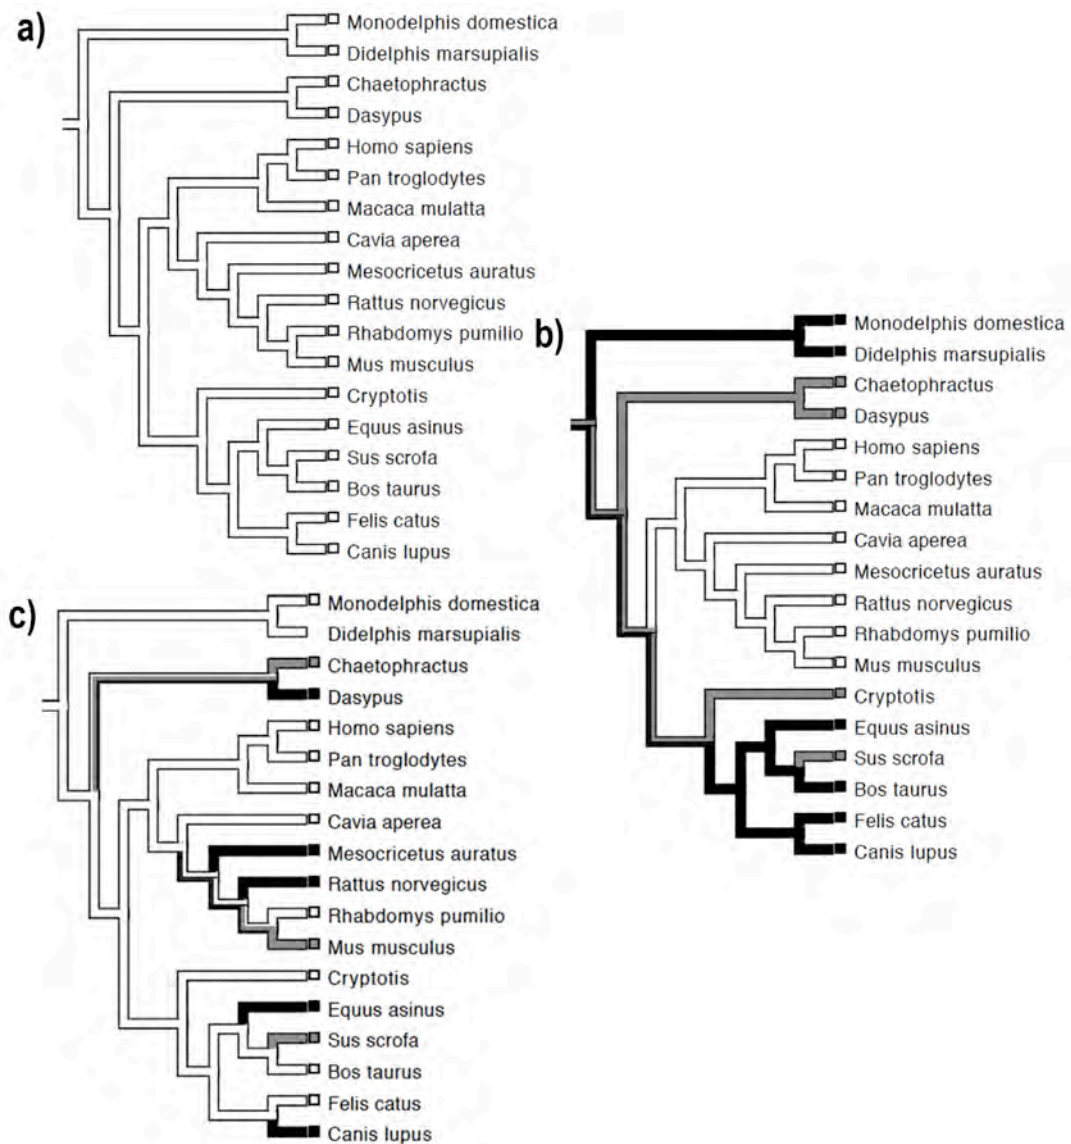 a)
Monodelphis domestica
Didelphis marsupialis
Chaetophractus
Dasypus
Homo sapiens
Pan troglodytes
Macaca mulatta
Cavia aperea
Mesocricetus auratus
Rattus norvegicus
Rhabdomys pumilio
Mus musculus
Cryptotis
Equus asinus
Sus scrofa
Bos taurus
Felis catus
Canis lupus
b)
Monodelphis domestica
Didelphis marsupialis
Chaetophractus
Dasypus
Homo sapiens
Pan troglodytes
Macaca mulatta
Cavia aperea
Mesocricetus auratus
Rattus norvegicus
Rhabdomys pumilio
Mus musculus
Cryptotis
Equus asinus
Sus scrofa
Bos taurus
Felis catus
Canis lupus
c)
Monodelphis domestica
Didelphis marsupialis
Chaetophractus
Dasypus
Homo sapiens
Pan troglodytes
Macaca mulatta
Cavia aperea
Mesocricetus auratus
Rattus norvegicus
Rhabdomys pumilio
Mus musculus
Cryptotis
Equus asinus
Sus scrofa
Bos taurus
Felis catus
Canis lupus